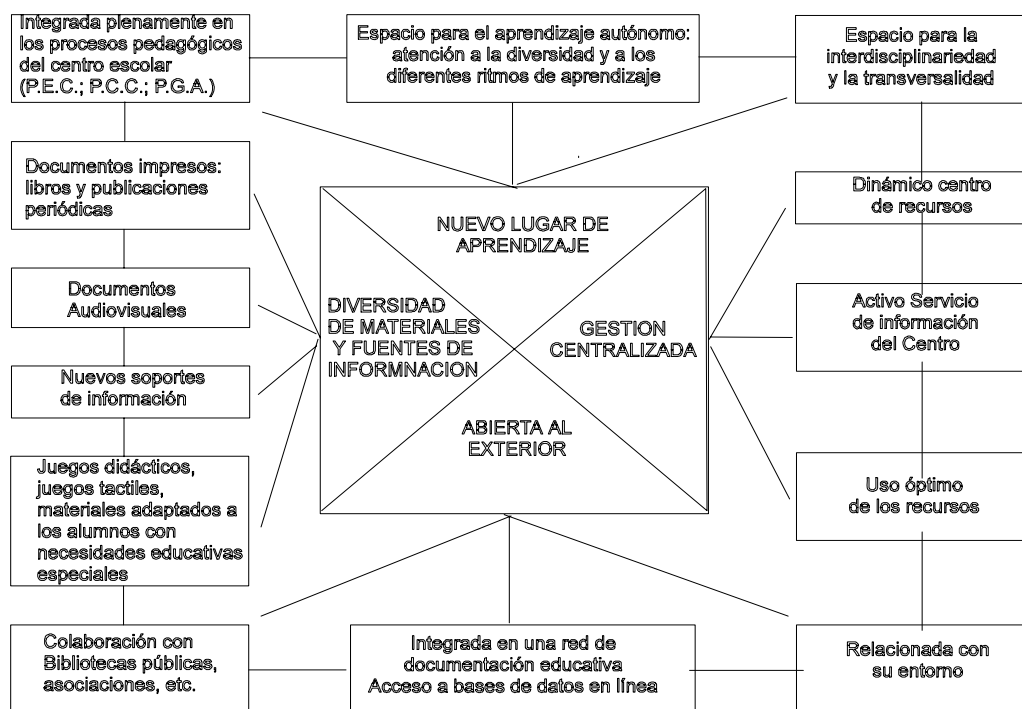 Integrada plenamente en
los procesos pedagógicos
del centro escolar
(P.E.C.; P.C.C.; P.G.A.)
Espacio para el aprendizaje autónomo:
atención a la diversidad y a los
diferentes ritmos de aprendizaje
Espacio para la
interdisciplinariedad
y la transversalidad
Documentos impresos:
libros y publicaciones
periódicas
Documentos
Audiovisuales
Nuevos soportes
de información
Juegos didácticos,
juegos tactiles,
materiales adaptados a
los alumnos con
necesidades educativas
especiales
NUEVO LUGAR DE
APRENDIZAJE
DIVERSIDAD
DE MATERIALES
Y FUENTES DE
INFORMNACION
GESTION
CENTRALIZADA
ABIERTA AL
EXTERIOR
Dinámico centro
de recursos
Activo Servicio
de información
del Centro
Uso óptimo
de los recursos
Colaboración con
Bibliotecas públicas,
asociaciones, etc.
Integrada en una red de
documentación educativa
Acceso a bases de datos en línea
Relacionada con
su entorno